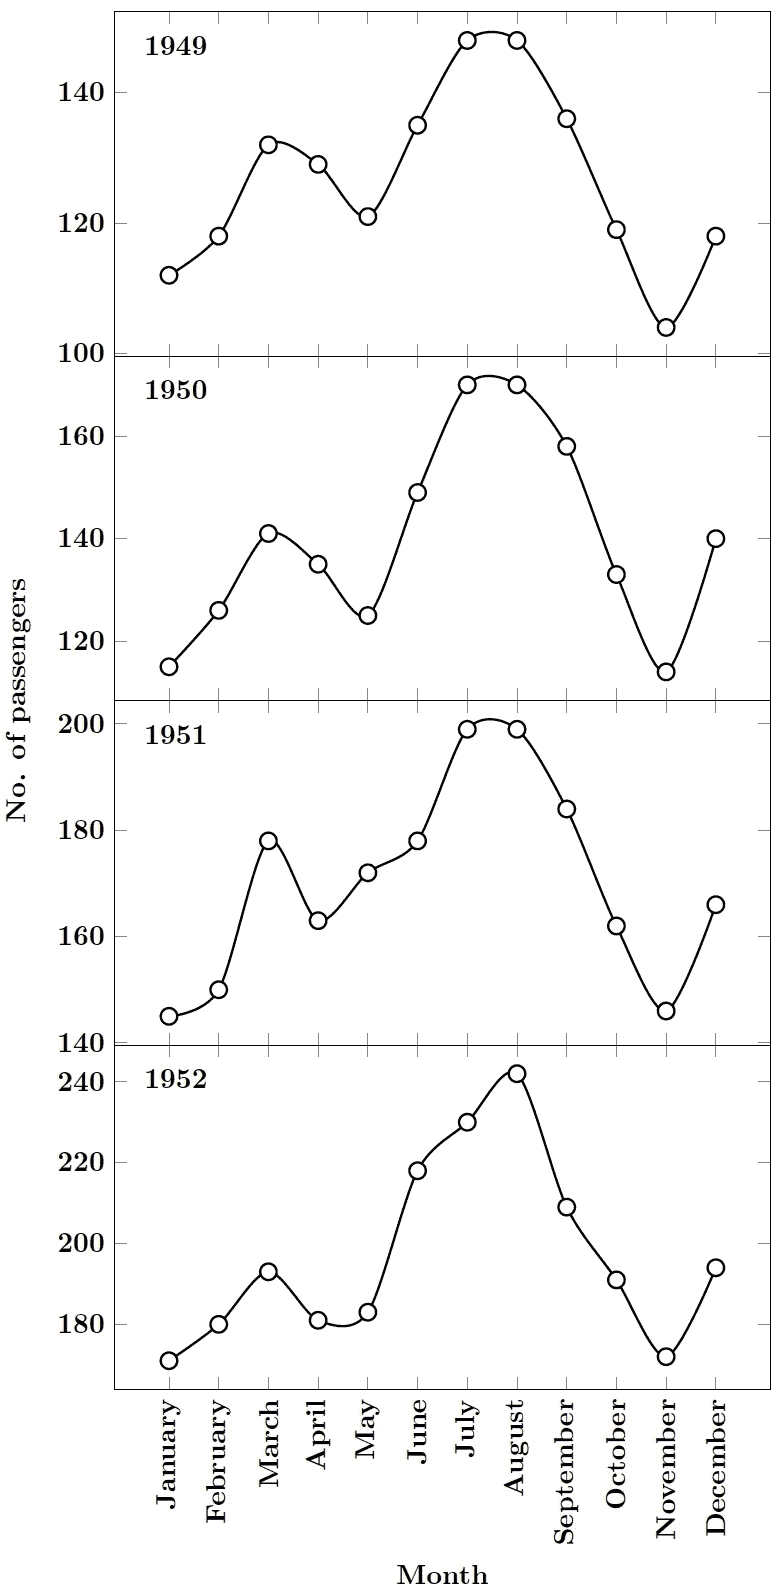 1949
140
120
100
1950
160
140
120
No. of passengers
1951
200
180
160
140
1952
240
220
200
180
January
February
March
April
May
June
July
August
September
October
November
December
Month